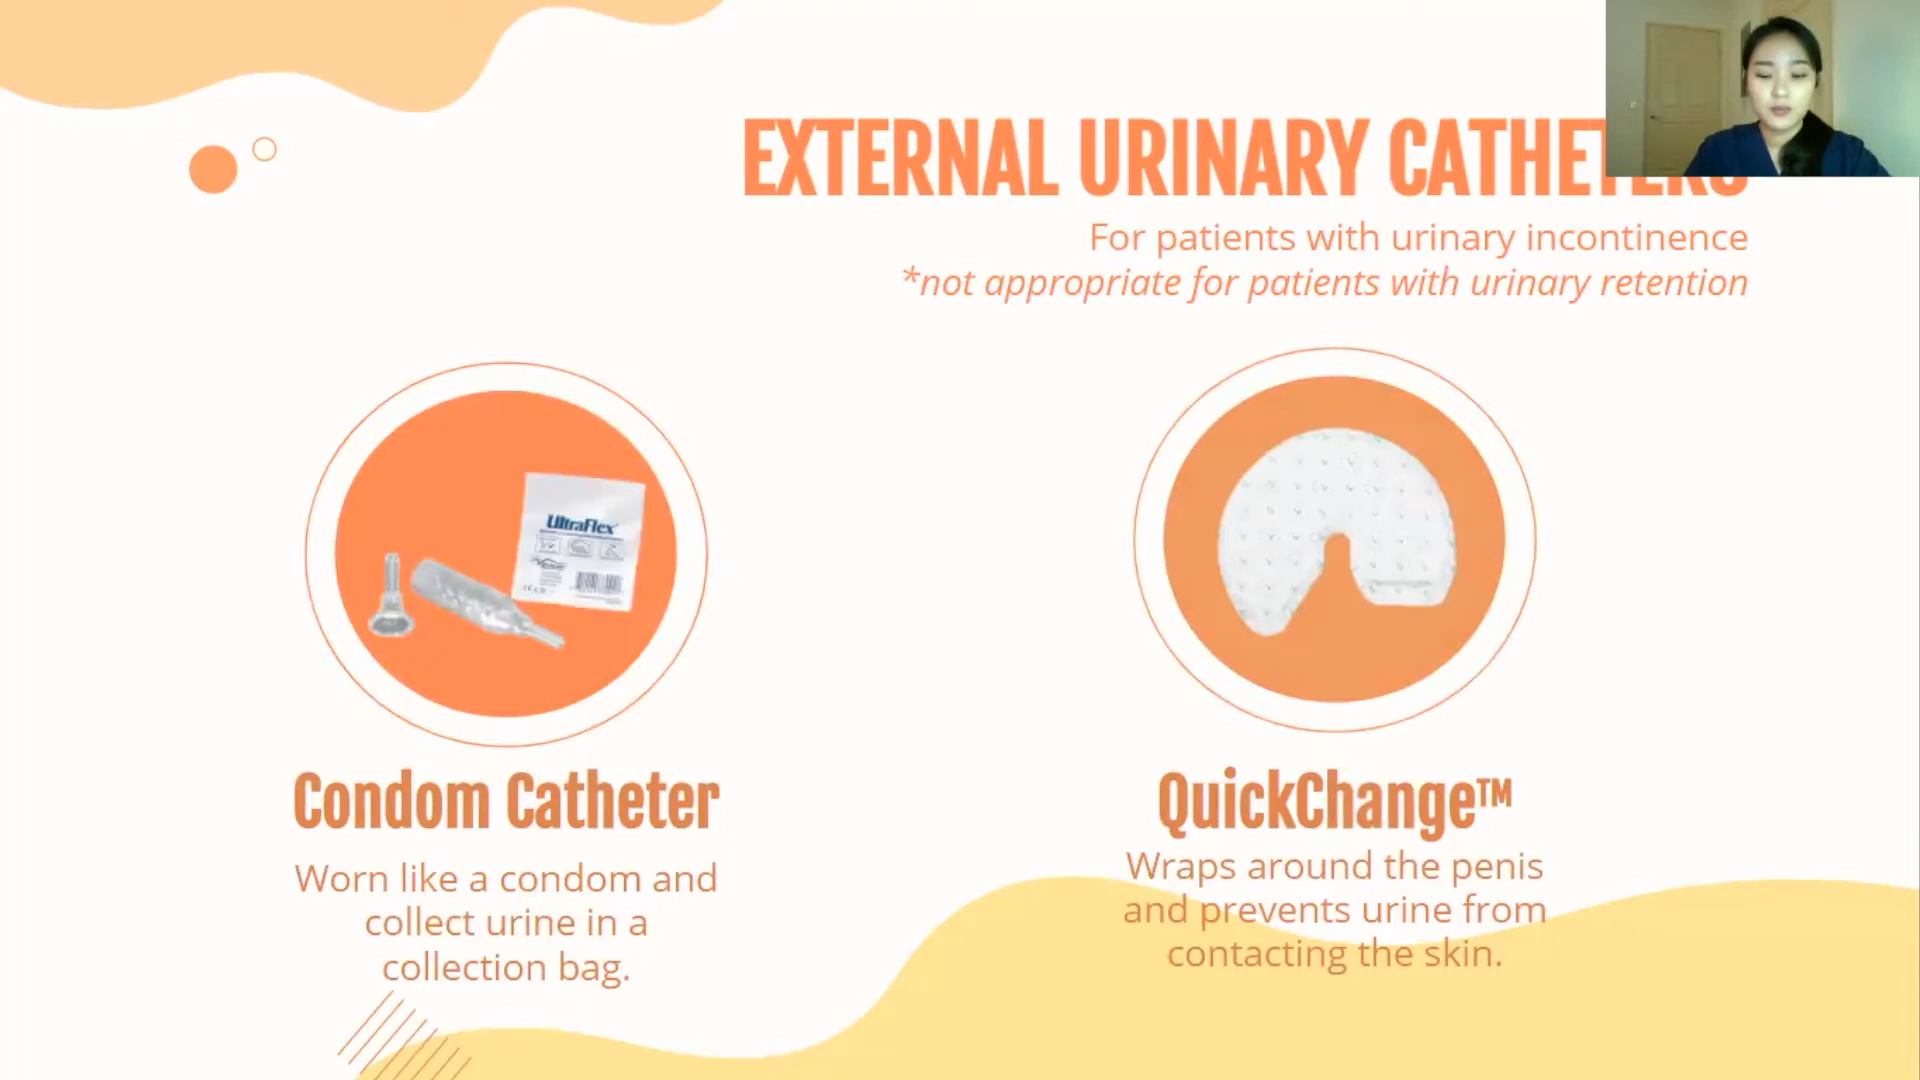 EXTERNAL URINARY CATHETERS
For patients with urinary incontinence
*not appropriate for patients with urinary retention
UltraFlex
Condom Catheter
Worn like a condom and
collect urine in a
collection bag.
QuickChange™
Wraps around the penis
and prevents urine from
contacting the skin.